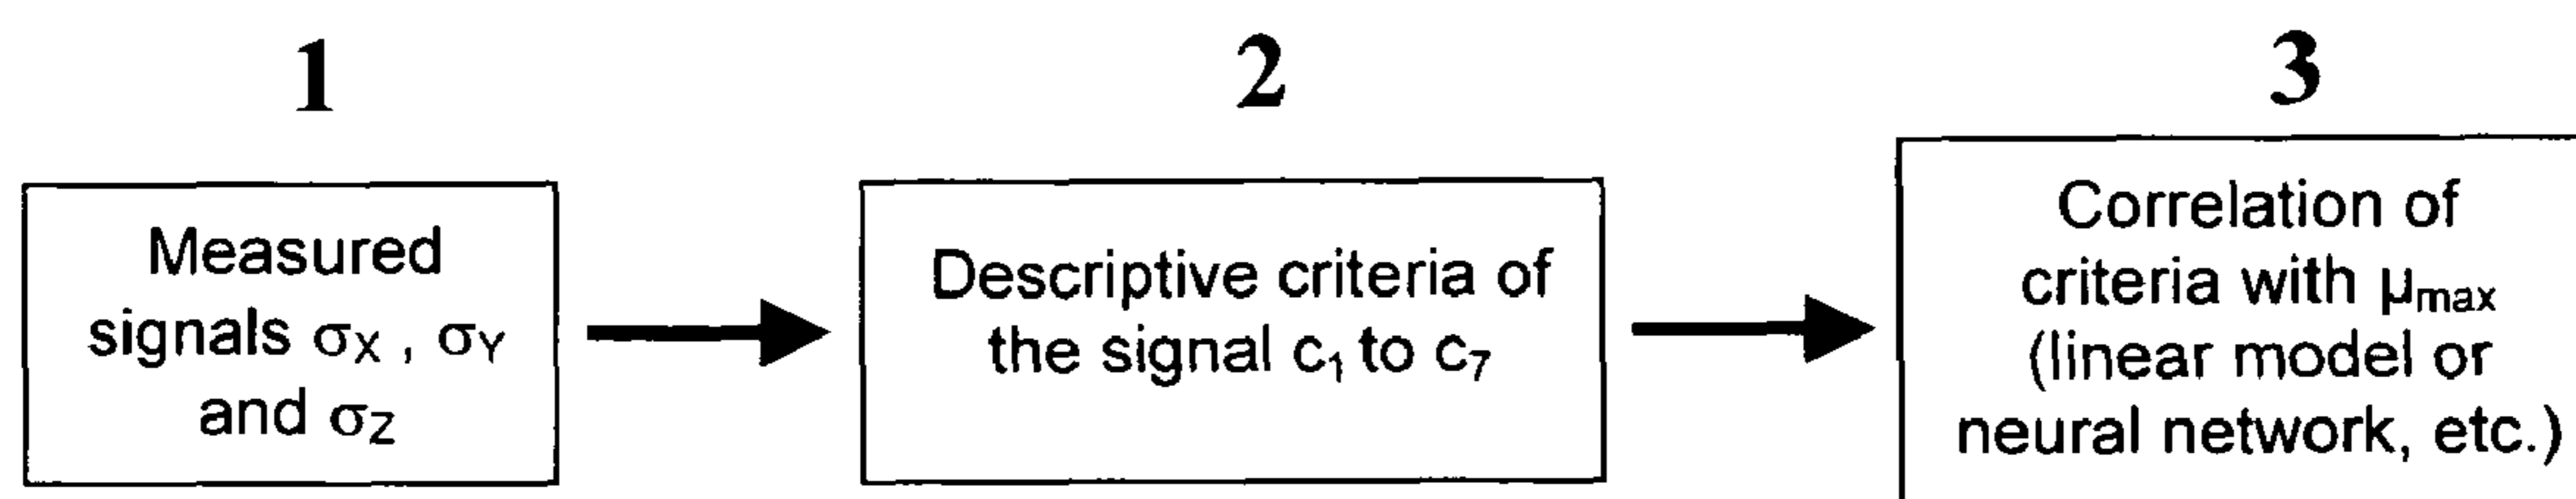 1
Measured
signals σX , σY
and σZ
2
Descriptive criteria of
the signal c1 to c7
3
Correlation of
criteria with μmax
(linear model or
neural network, etc.)